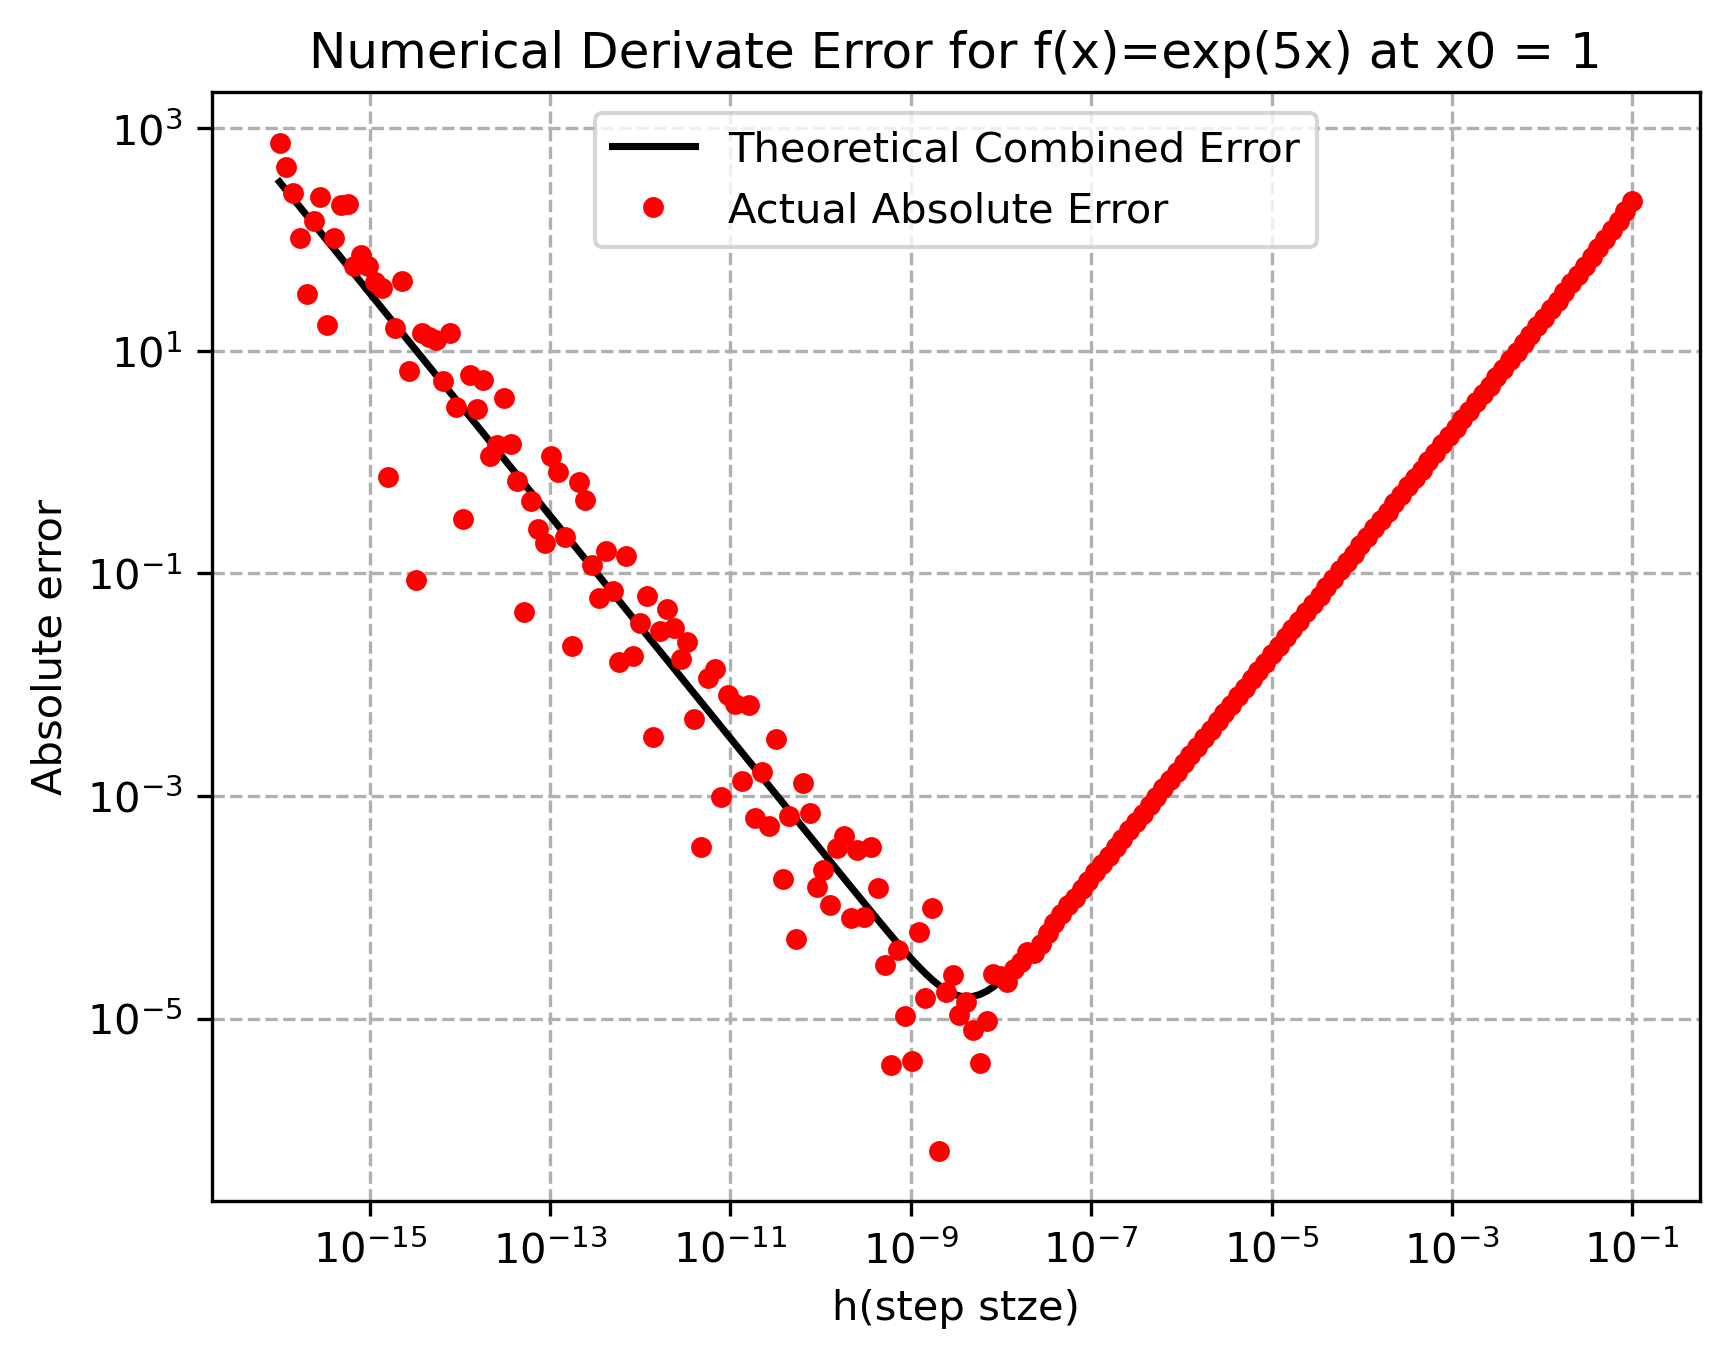 Numerical Derivate Error for f(x)=exp(5x) at x0 = 1
Theoretical Combined Error
Actual Absolute Error
Absolute error
10³
10¹
10⁻¹
10⁻³
10⁻⁵
10⁻¹⁵ 10⁻¹³ 10⁻¹¹ 10⁻⁹ 10⁻⁷ 10⁻⁵ 10⁻³ 10⁻¹
h(step stze)